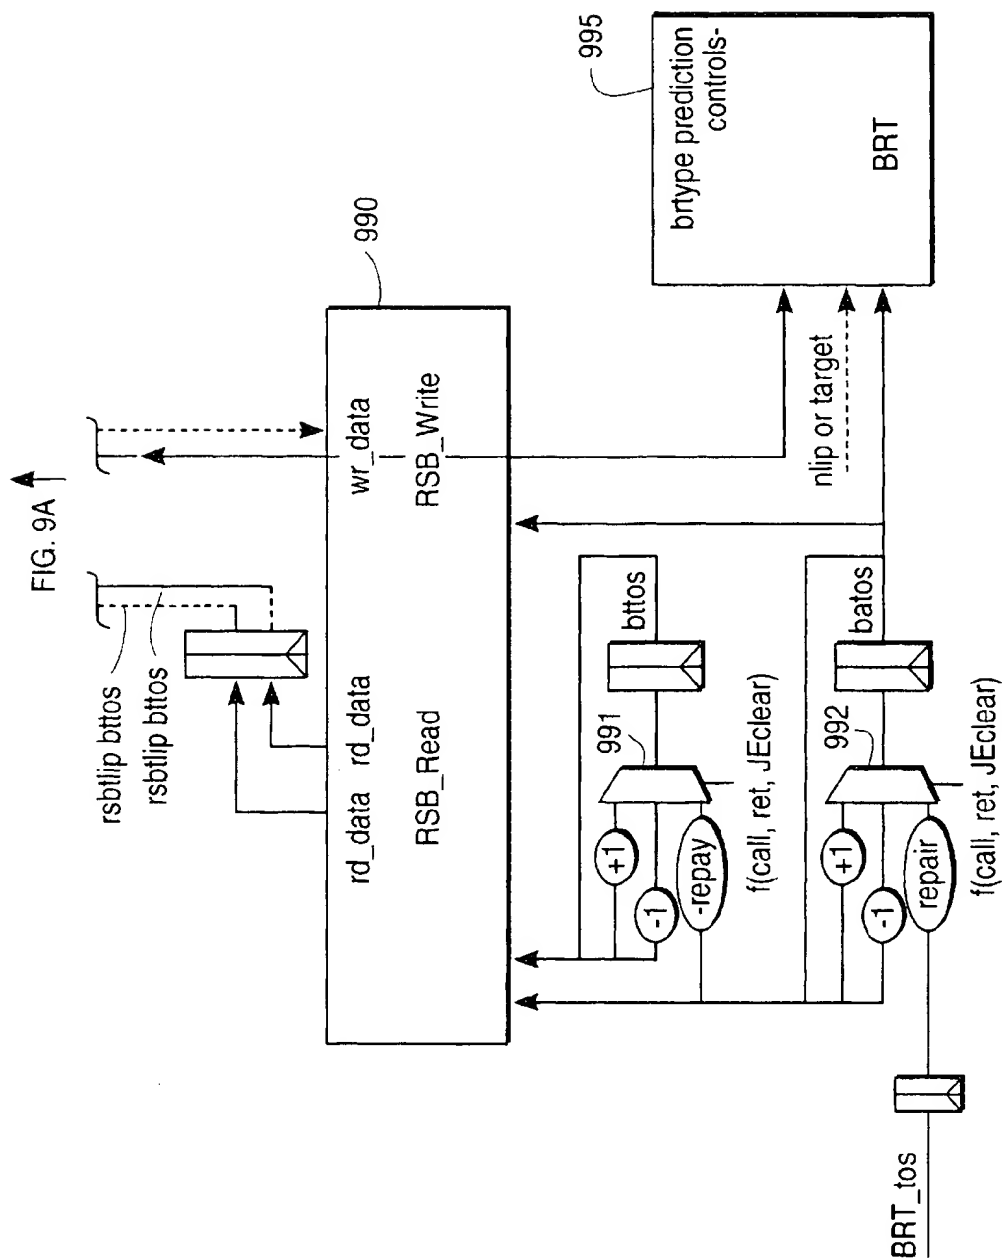 FIG. 9A
rsbtlip bttos
rsbtlip bttos
990
rd_data
rd_data
wr_data
RSB_Read
RSB_Write
995
brtype prediction
controls-
BRT
nlip or target
+1
-1
-repay
991
bttos
f(call, ret, JEclear)
+1
-1
repair
992
batos
f(call, ret, JEclear)
BRT_tos